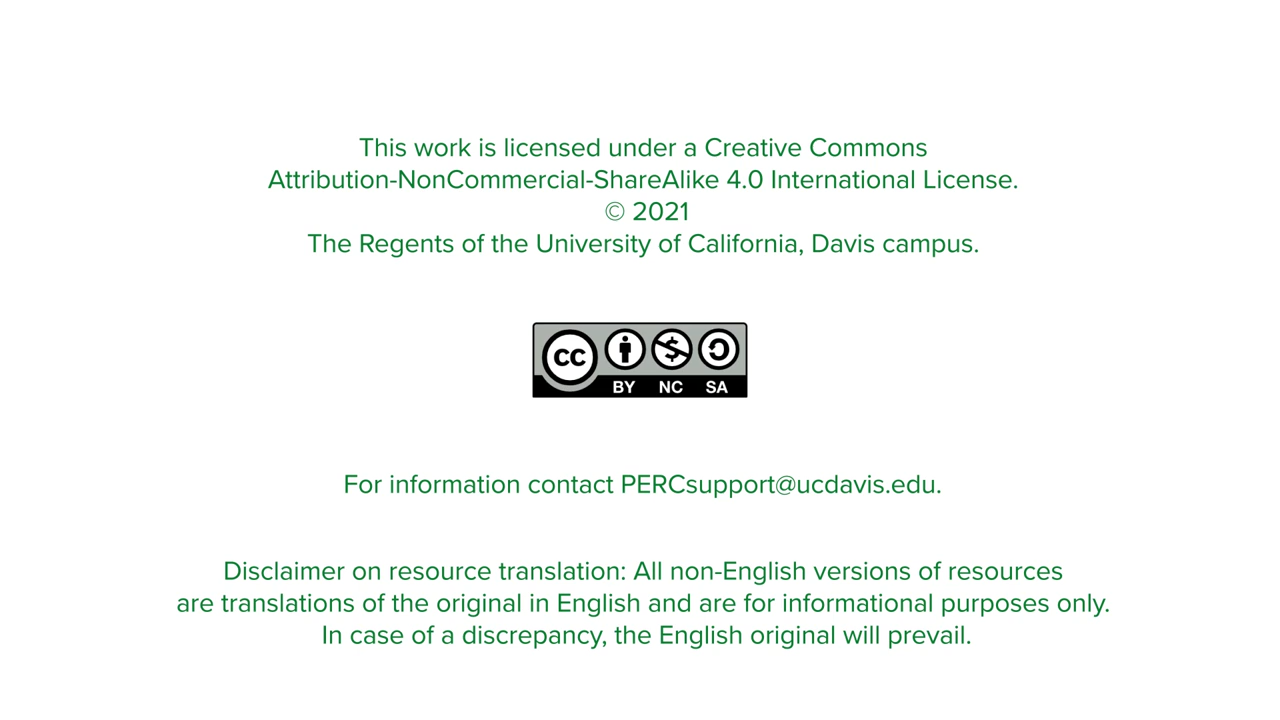 This work is licensed under a Creative Commons
Attribution-NonCommercial-ShareAlike 4.0 International License.
© 2021
The Regents of the University of California, Davis campus.
CC BY NC SA
For information contact PERCsupport@ucdavis.edu.
Disclaimer on resource translation: All non-English versions of resources
are translations of the original in English and are for informational purposes only.
In case of a discrepancy, the English original will prevail.